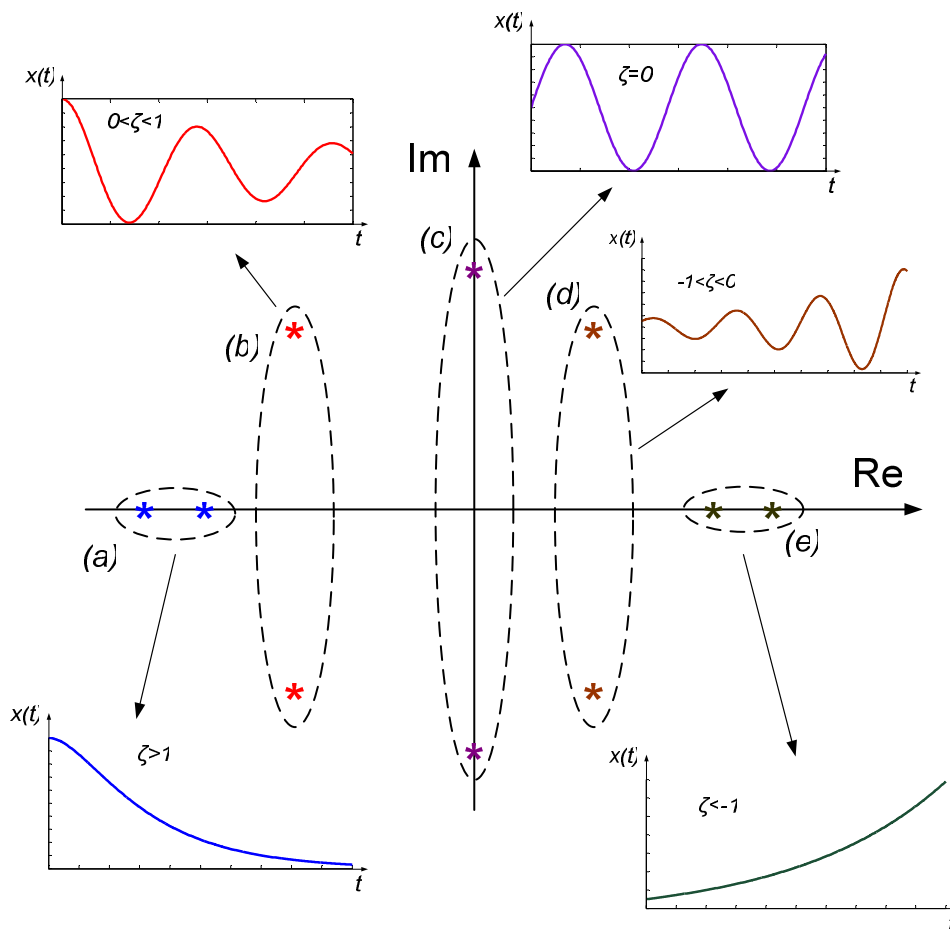 x(t)
ζ=0
t
x(t)
0<ζ<1
t
Im
(c)
x(t)
-1<ζ<0
t
(d)
(b)
Re
(a)
(e)
x(t)
ζ>1
t
x(t)
ζ<-1